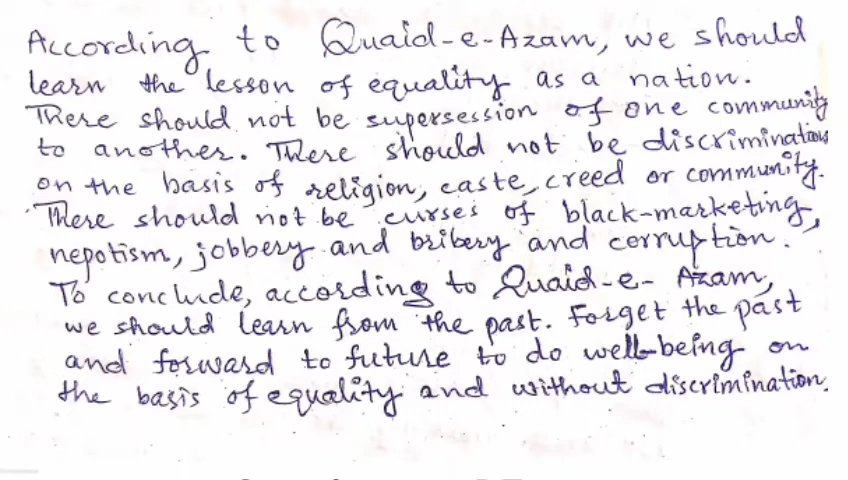 According to Quaid-e-Azam, we should
learn the lesson of equality as a nation.
There should not be supersession of one community
to another. There should not be discrimination
on the basis of religion, caste, creed or community.
There should not be curses of black-marketing,
nepotism, jobbery and bribery and corruption.
To conclude, according to Quaid-e- Azam,
we should learn from the past. Forget the past
and forward to future to do well-being on
the basis of equality and without discrimination.